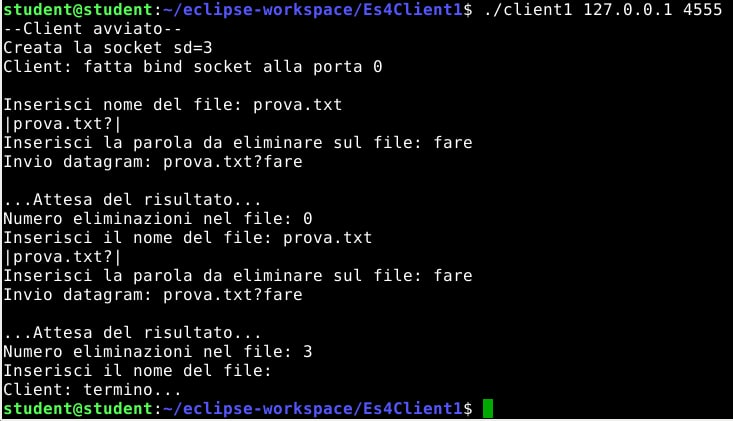 student@student:~/eclipse-workspace/Es4Client1$ ./client1 127.0.0.1 4555
--Client avviato--
Creata la socket sd=3
Client: fatta bind socket alla porta 0
Inserisci nome del file: prova.txt
|prova.txt?|
Inserisci la parola da eliminare sul file: fare
Invio datagram: prova.txt?fare
...Attesa del risultato...
Numero eliminazioni nel file: 0
Inserisci il nome del file: prova.txt
|prova.txt?|
Inserisci la parola da eliminare sul file: fare
Invio datagram: prova.txt?fare
...Attesa del risultato...
Numero eliminazioni nel file: 3
Inserisci il nome del file:
Client: termino...
student@student:~/eclipse-workspace/Es4Client1$